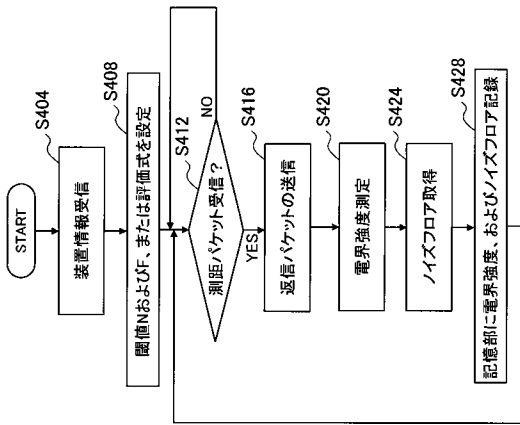 START
S404
装置情報受信
S408
閾値NおよびF、または評価式を設定
S412
測距パケット受信？
NO
YES
S416
返信パケットの送信
S420
電界強度測定
S424
ノイズフロア取得
S428
記憶部に電界強度、およびノイズフロア記録